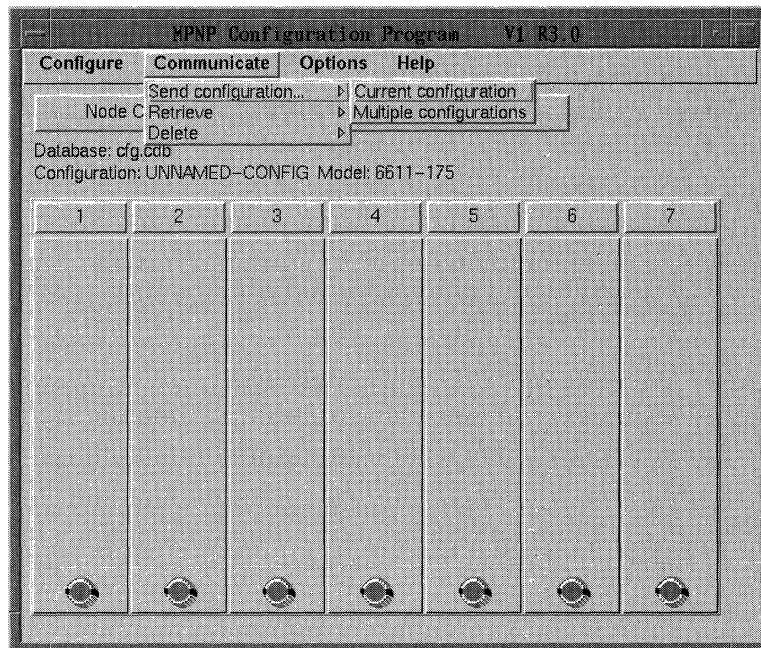 MPNP Configuration Program V1 R3.0
Configure Communicate Options Help
Send configuration... Current configuration
Node C Retrieve Multiple configurations
Delete
Database: cfg.cdb
Configuration: UNNAMED-CONFIG Model: 6611-175
1 2 3 4 5 6 7